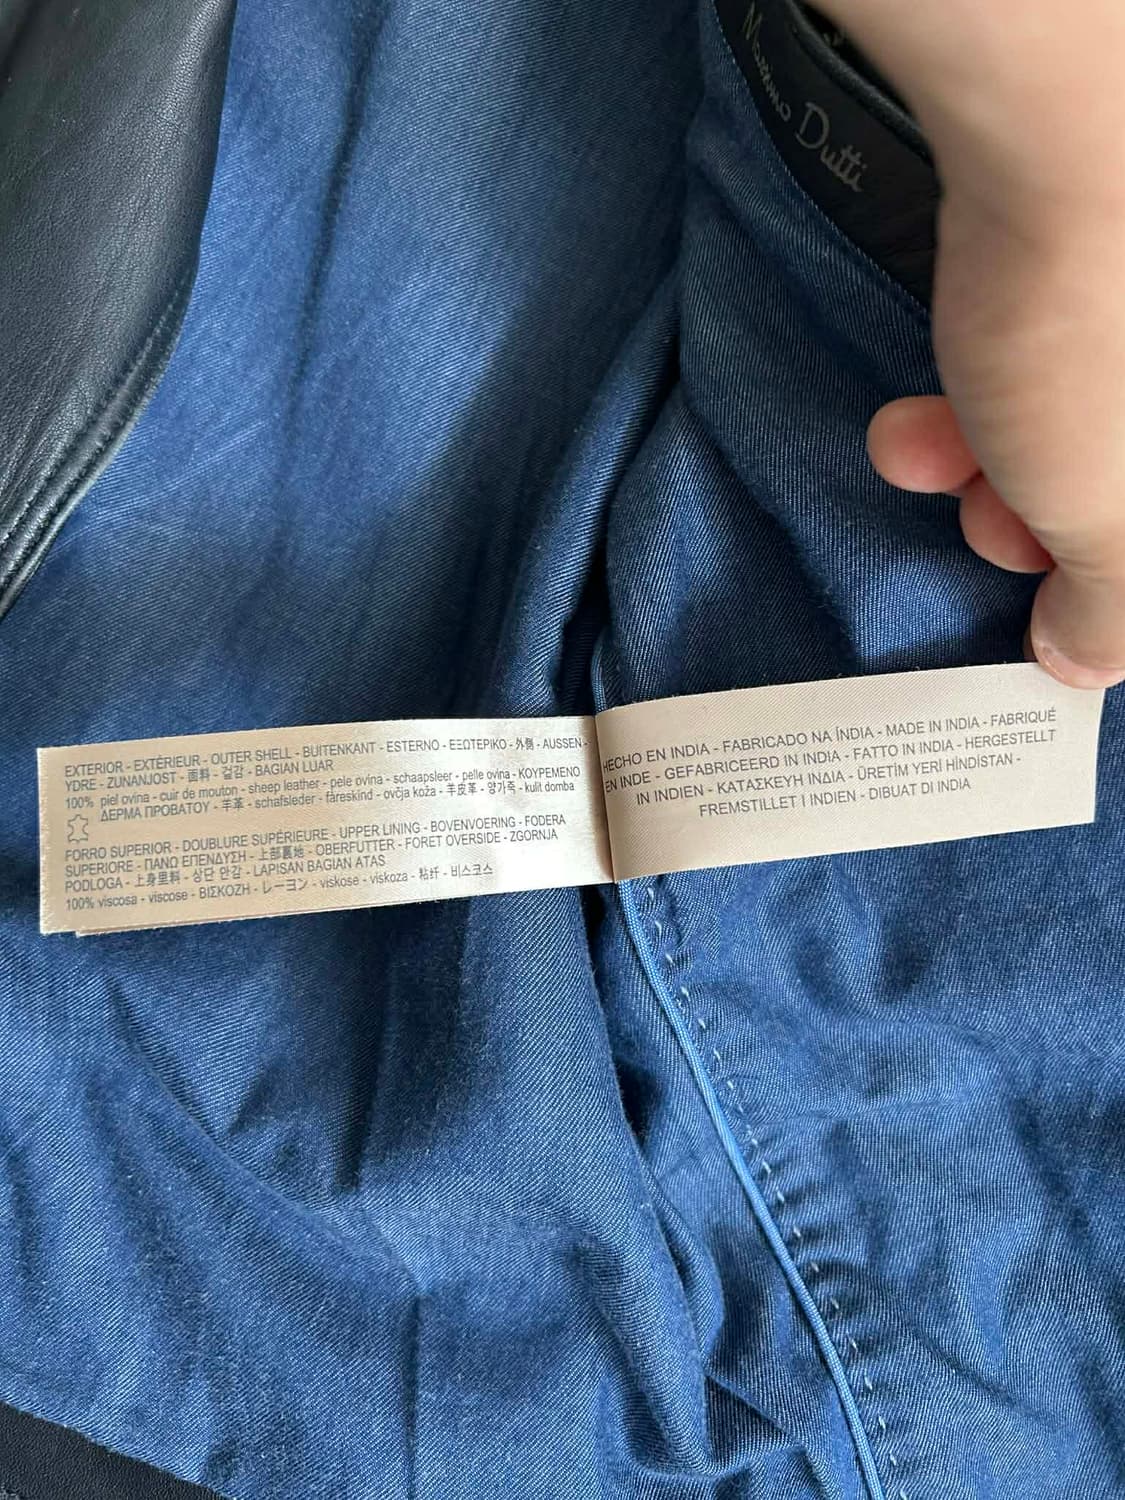 Massimo Dutti
EXTERIOR - EXTÉRIEUR - OUTER SHELL - BUITENKANT - ESTERNO - ΕΞΩΤΕΡΙΚΟ - 外側 - AUSSEN -
YDRE - ZUNANJOST - 面料 - 겉감 - BAGIAN LUAR
100% piel ovina - cuir de mouton - sheep leather - pele ovina - schaapsleer - pelle ovina - ΚΟΥΡΕΜΕΝΟ
ΔΕΡΜΑ ΠΡΟΒΑΤΟΥ - 羊革 - schafsleder - fåreskind - ovčja koža - 羊皮革 - 양가죽 - kulit domba
FORRO SUPERIOR - DOUBLURE SUPÉRIEURE - UPPER LINING - BOVENVOERING - FODERA
SUPERIORE - ΠΑΝΩ ΕΠΕΝΔΥΣΗ - 上部裏地 - OBERFUTTER - FORET OVERSIDE - ZGORNJA
PODLOGA - 上身里料 - 상단 안감 - LAPISAN BAGIAN ATAS
100% viscosa - viscose - ΒΙΣΚΟΖΗ - レーヨン - viskose - viskoza - 粘纤 - 비스코스
HECHO EN INDIA - FABRICADO NA ÍNDIA - MADE IN INDIA - FABRIQUÉ
EN INDE - GEFABRICEERD IN INDIA - FATTO IN INDIA - HERGESTELLT
IN INDIEN - ΚΑΤΑΣΚΕΥΗ ΙΝΔΙΑ - ÜRETİM YERİ HİNDİSTAN -
FREMSTILLET I INDIEN - DIBUAT DI INDIA